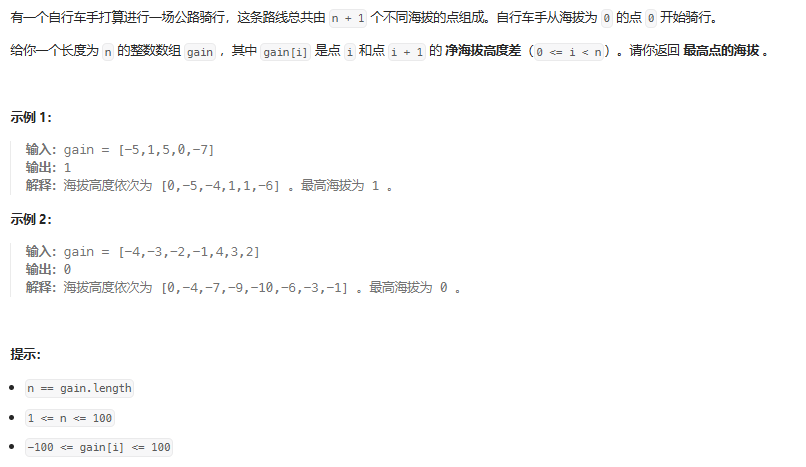 有一个自行车手打算进行一场公路骑行，这条路线总共由 n + 1 个不同海拔的点组成。自行车手从海拔为 0 的点 0 开始骑行。
给你一个长度为 n 的整数数组 gain ，其中 gain[i] 是点 i 和点 i + 1 的 净海拔高度差（0 <= i < n）。请你返回 最高点的海拔 。
示例 1：
输入：gain = [-5,1,5,0,-7]
输出：1
解释：海拔高度依次为 [0,-5,-4,1,1,-6] 。最高海拔为 1 。
示例 2：
输入：gain = [-4,-3,-2,-1,4,3,2]
输出：0
解释：海拔高度依次为 [0,-4,-7,-9,-10,-6,-3,-1] 。最高海拔为 0 。
提示：
n == gain.length
1 <= n <= 100
-100 <= gain[i] <= 100